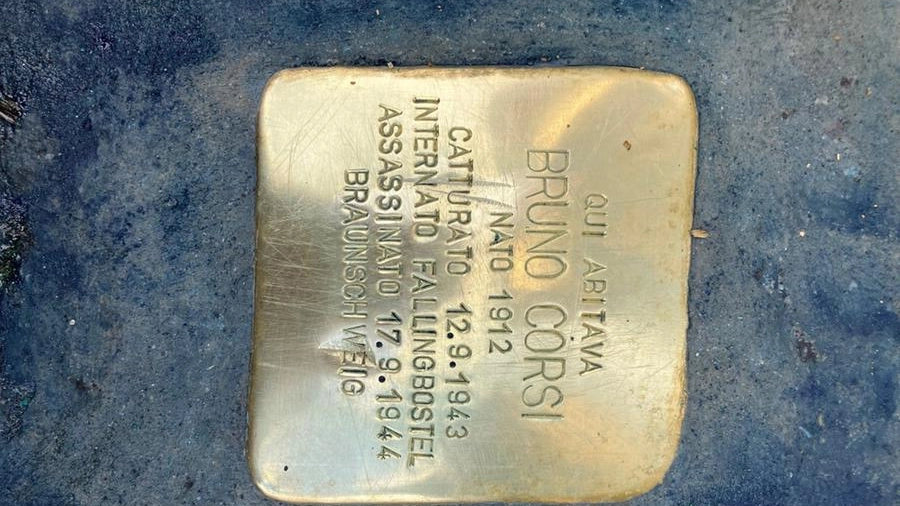 QUI ABITAVA
BRUNO CORSI
NATO 1912
CATTURATO 12.9.1943
INTERNATO FALLINGBOSTEL
ASSASSINATO 17.9.1944
BRAUNSCHWEIG